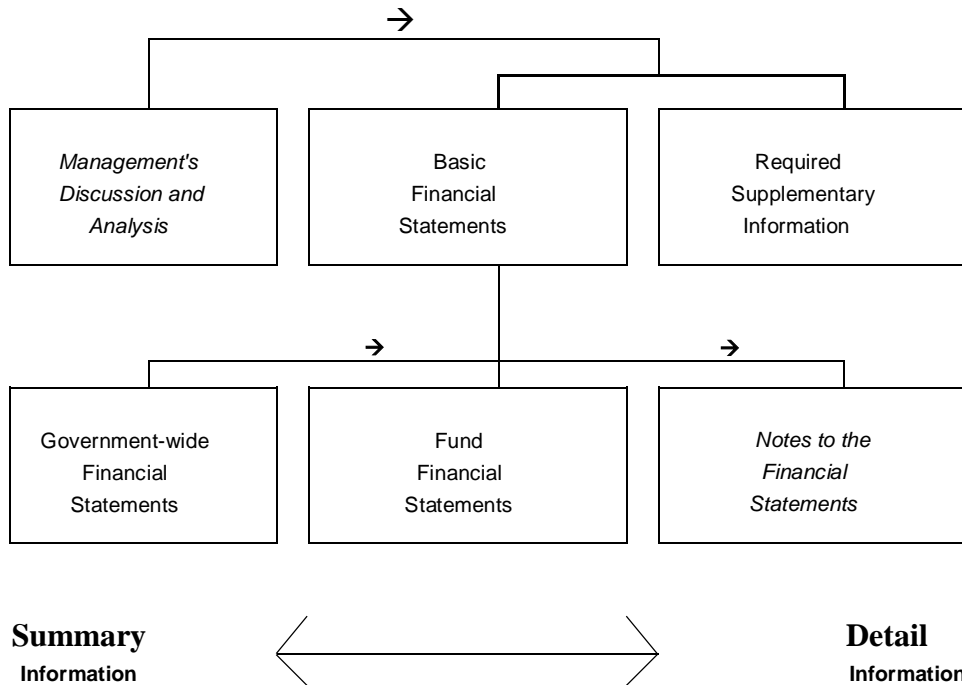 →
Management's
Discussion and
Analysis
Basic
Financial
Statements
Required
Supplementary
Information
→
→
Government-wide
Financial
Statements
Fund
Financial
Statements
Notes to the
Financial
Statements
Summary
Information
Detail
Information